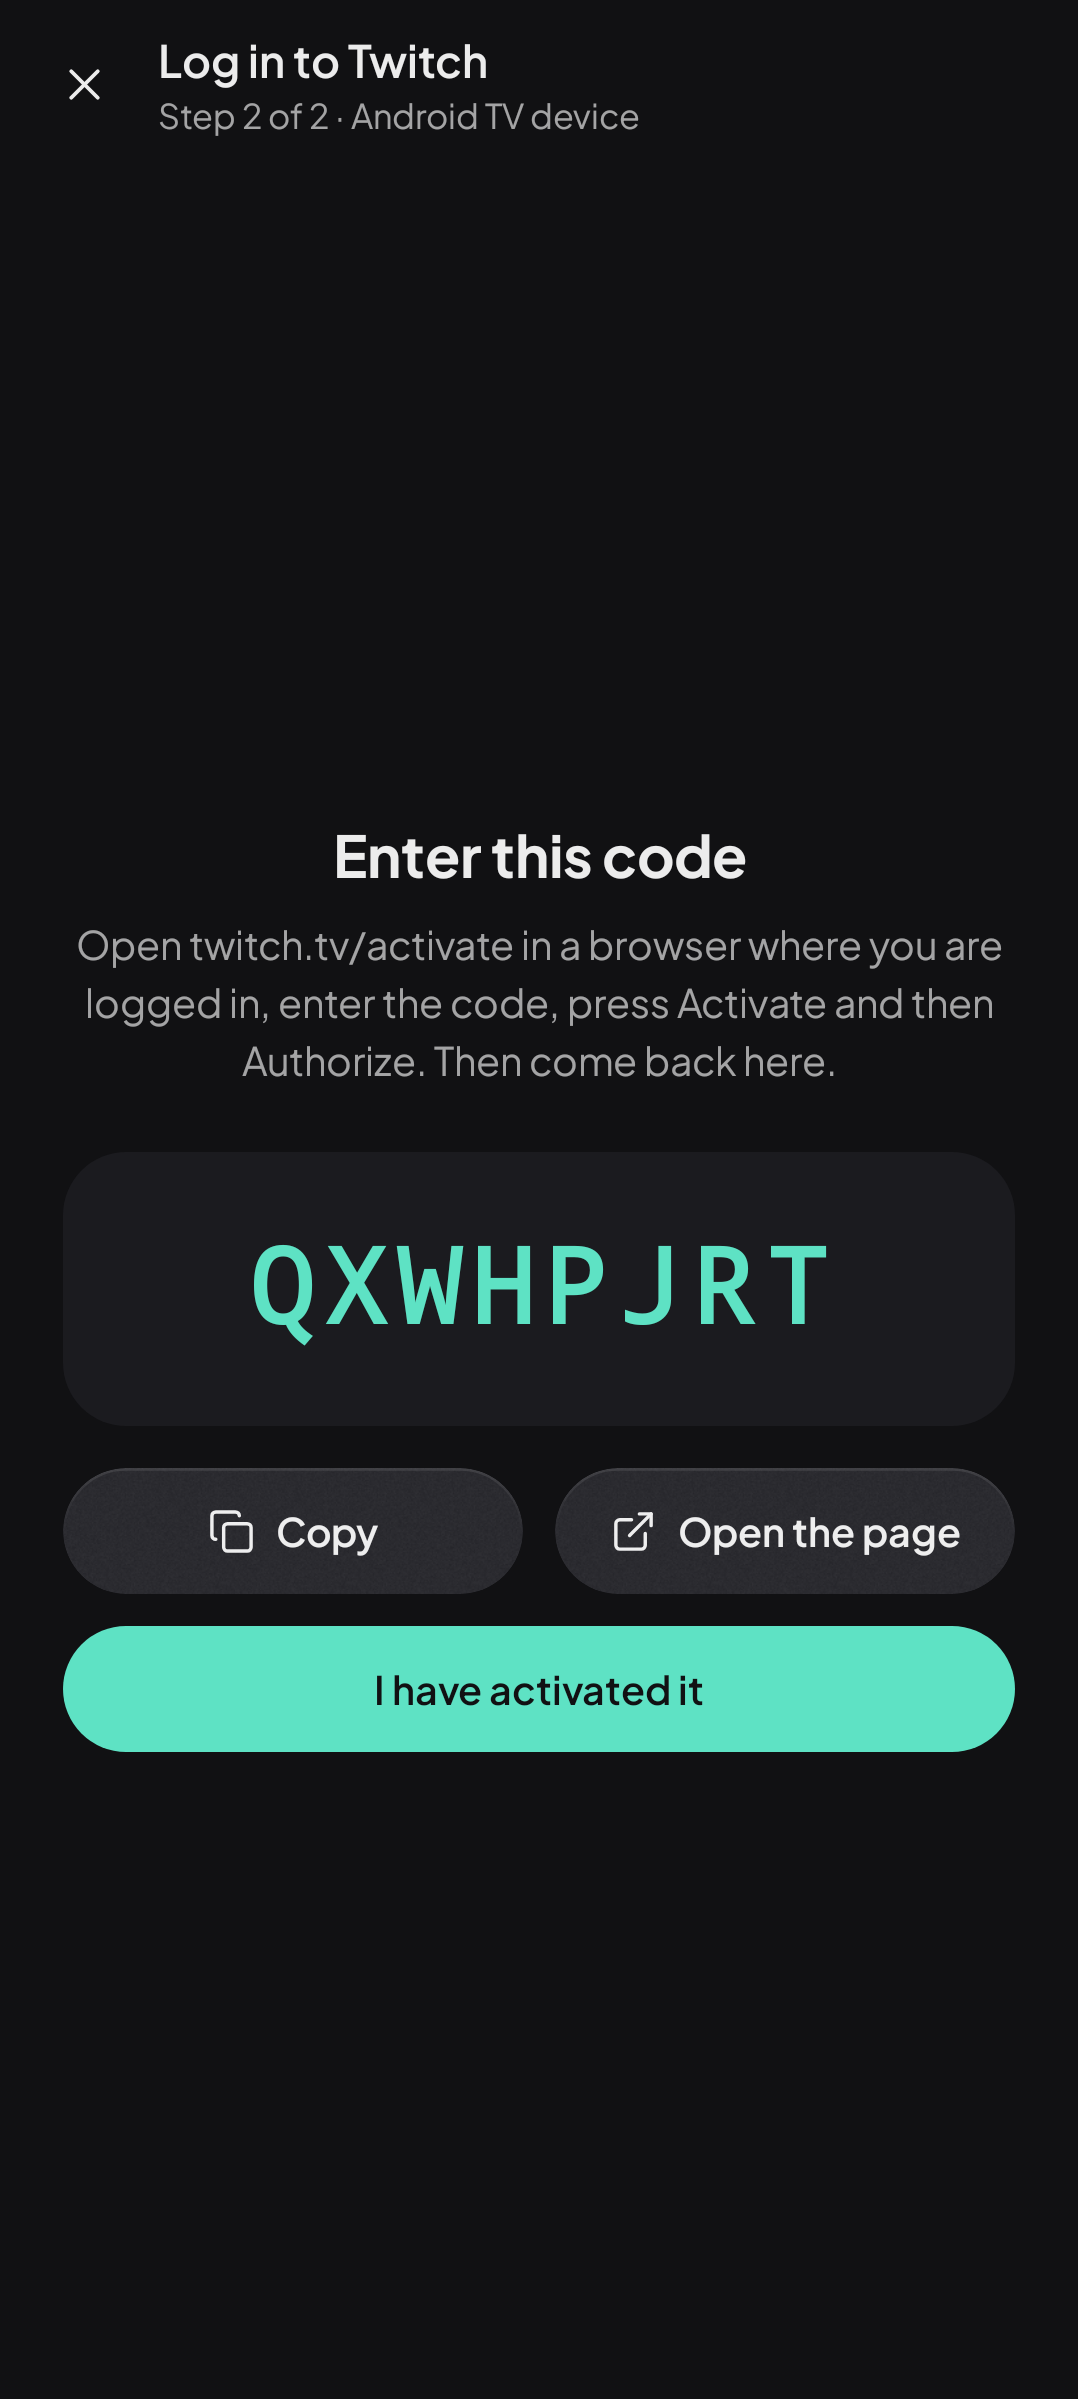 Log in to Twitch
Step 2 of 2 · Android TV device
Enter this code
Open twitch.tv/activate in a browser where you are
logged in, enter the code, press Activate and then
Authorize. Then come back here.
QXWHPJRT
Copy
Open the page
I have activated it